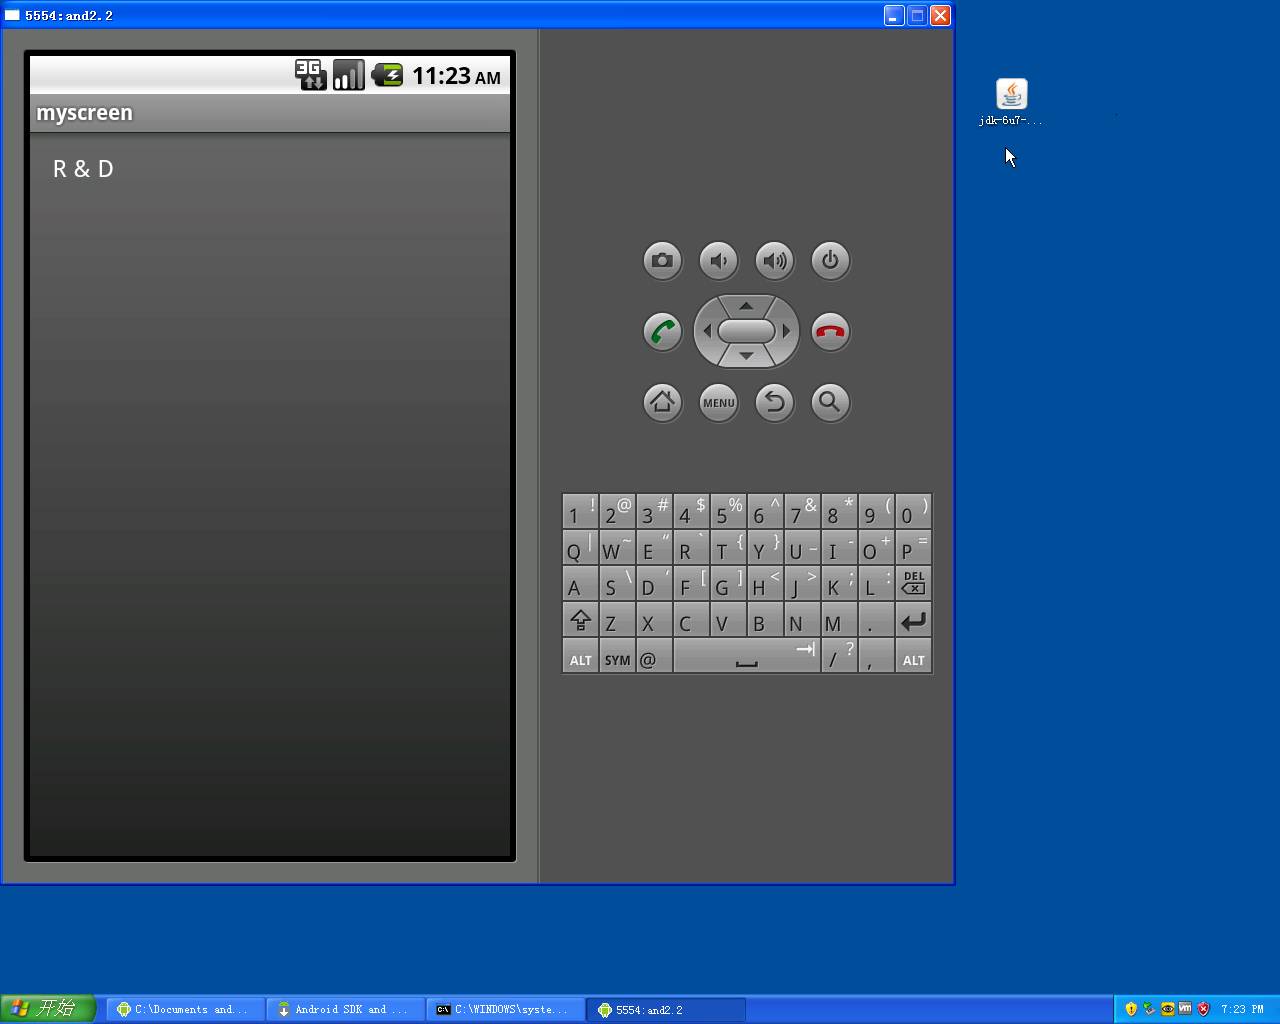 5554:and2.2
3G
11:23 AM
myscreen
R & D
jdk-6u7-...
MENU
1 ! 2 @ 3 # 4 $ 5 % 6 ^ 7 & 8 * 9 ( 0 )
Q | W ~ E “ R ` T { Y } U _ I - O + P =
A S \ D ' F [ G ] H < J > K ; L : DEL
Z X C V B N M .
ALT SYM @ / ? , ALT
开始
C:\Documents and...
Android SDK and ...
C:\WINDOWS\syste...
5554:and2.2
7:23 PM